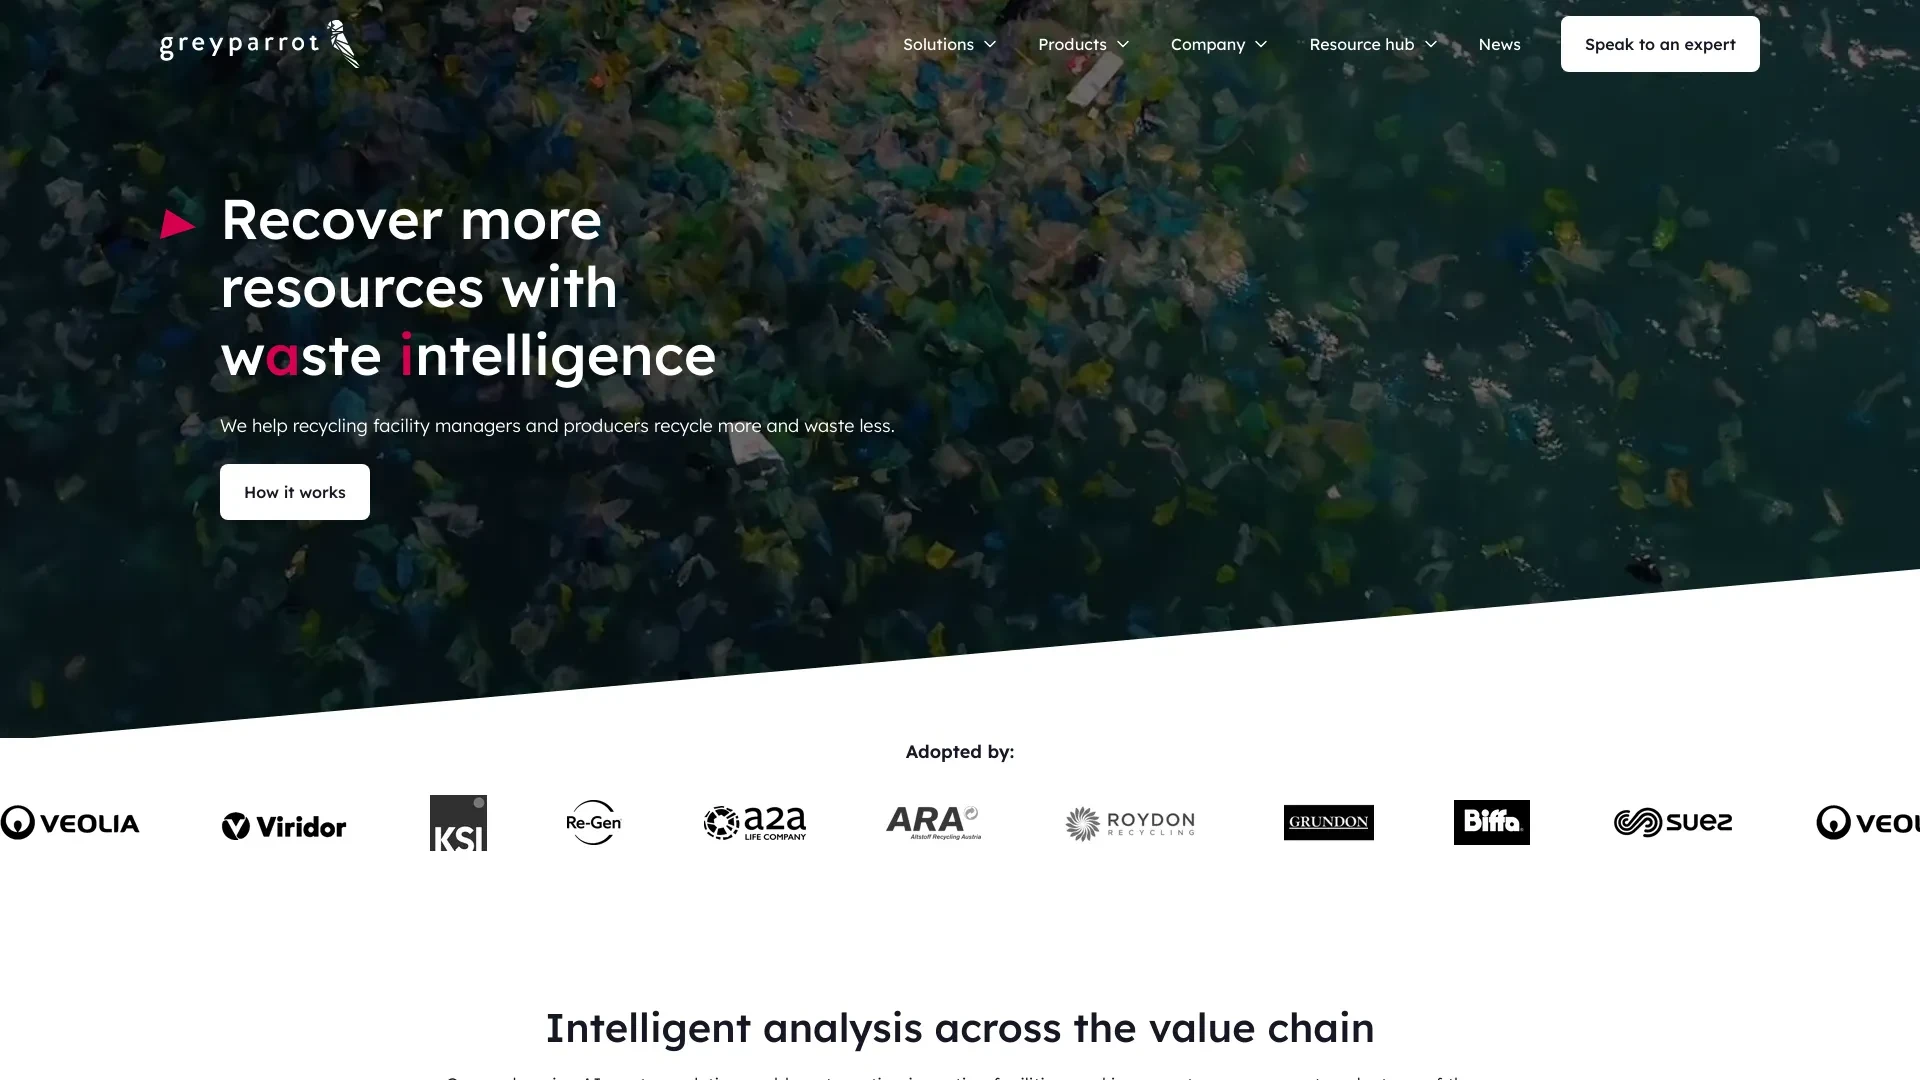 greyparrot
Solutions
Products
Company
Resource hub
News
Speak to an expert
Recover more
resources with
waste intelligence
We help recycling facility managers and producers recycle more and waste less.
How it works
Adopted by:
VEOLIA
Viridor
KSI
Re-Gen
a2a
LIFE COMPANY
ARA
Altstoff Recycling Austria
ROYDON
RECYCLING
GRUNDON
Biffa
suez
VEOL
Intelligent analysis across the value chain